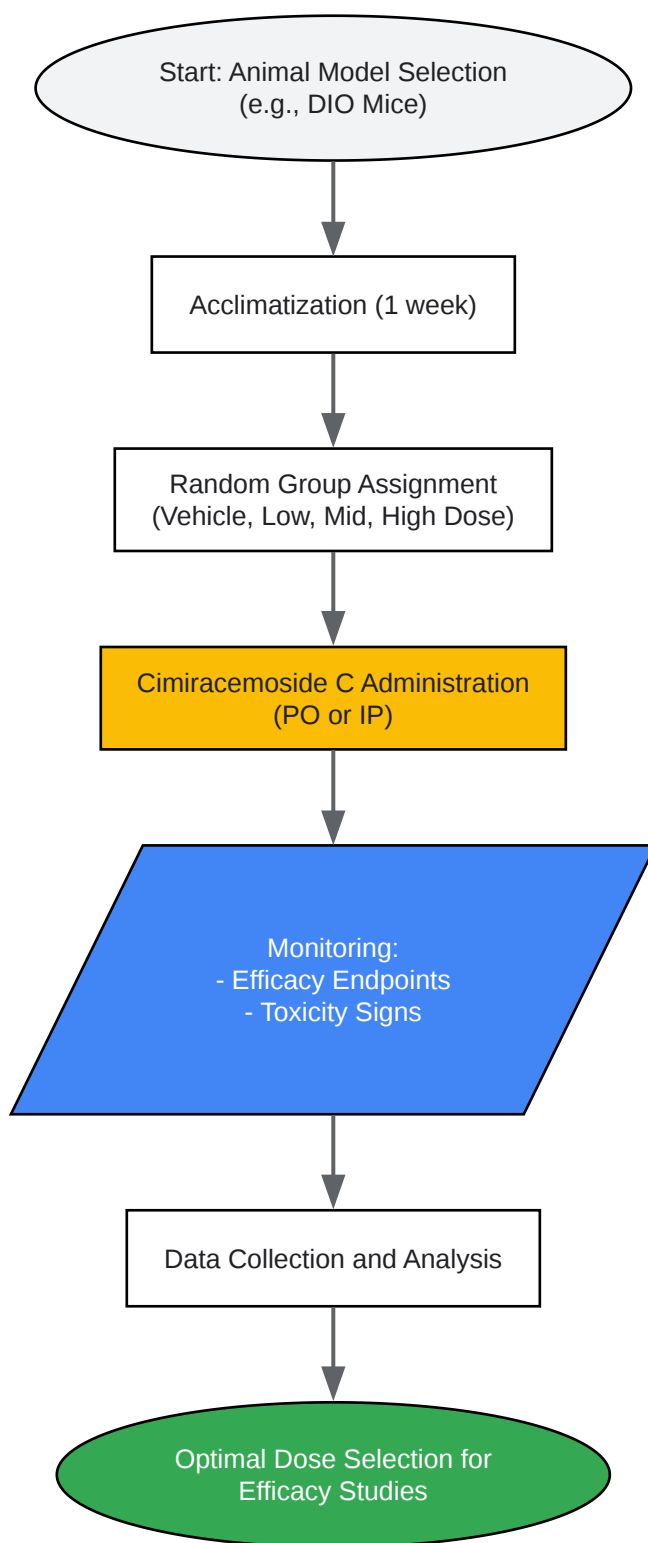 Start: Animal Model Selection
(e.g., DIO Mice)
Acclimatization (1 week)
Random Group Assignment
(Vehicle, Low, Mid, High Dose)
Cimiracemoside C Administration
(PO or IP)
Monitoring:
- Efficacy Endpoints
- Toxicity Signs
Data Collection and Analysis
Optimal Dose Selection for
Efficacy Studies